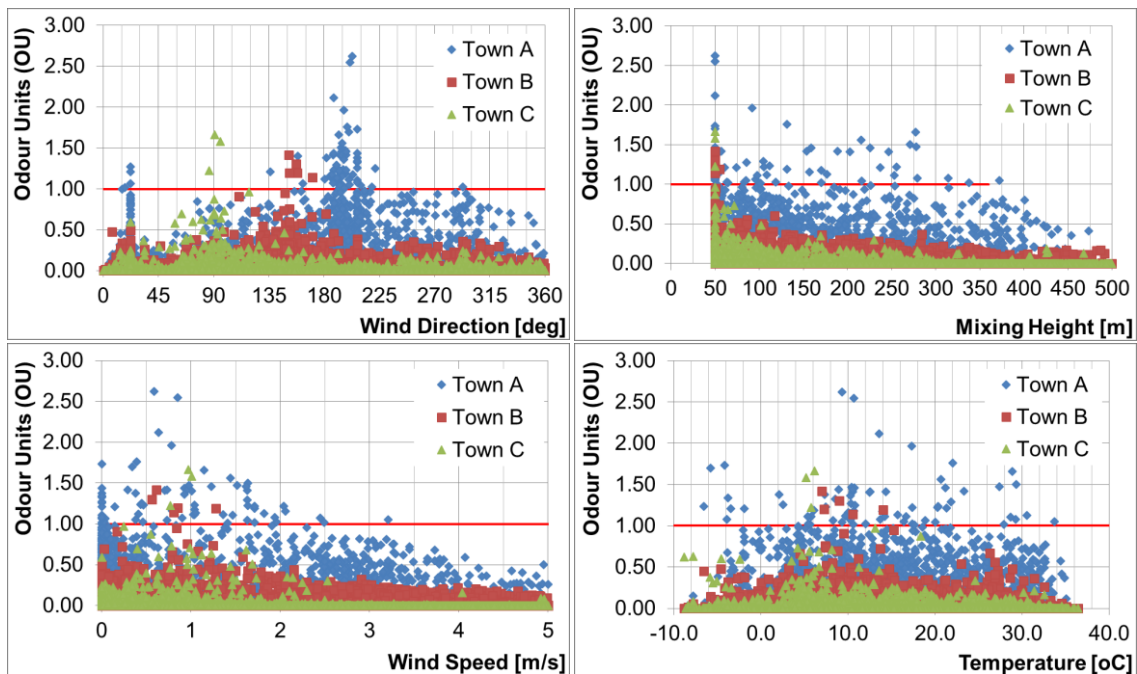 3.00
2.50
2.00
1.50
1.00
0.50
0.00
Odour Units (OU)
Town A
Town B
Town C
0 45 90 135 180 225 270 315 360
Wind Direction [deg]
3.00
2.50
2.00
1.50
1.00
0.50
0.00
Odour Units (OU)
Town A
Town B
Town C
0 50 100 150 200 250 300 350 400 450 500
Mixing Height [m]
3.00
2.50
2.00
1.50
1.00
0.50
0.00
Odour Units (OU)
Town A
Town B
Town C
0 1 2 3 4 5
Wind Speed [m/s]
3.00
2.50
2.00
1.50
1.00
0.50
0.00
Odour Units (OU)
Town A
Town B
Town C
-10.0 0.0 10.0 20.0 30.0 40.0
Temperature [oC]